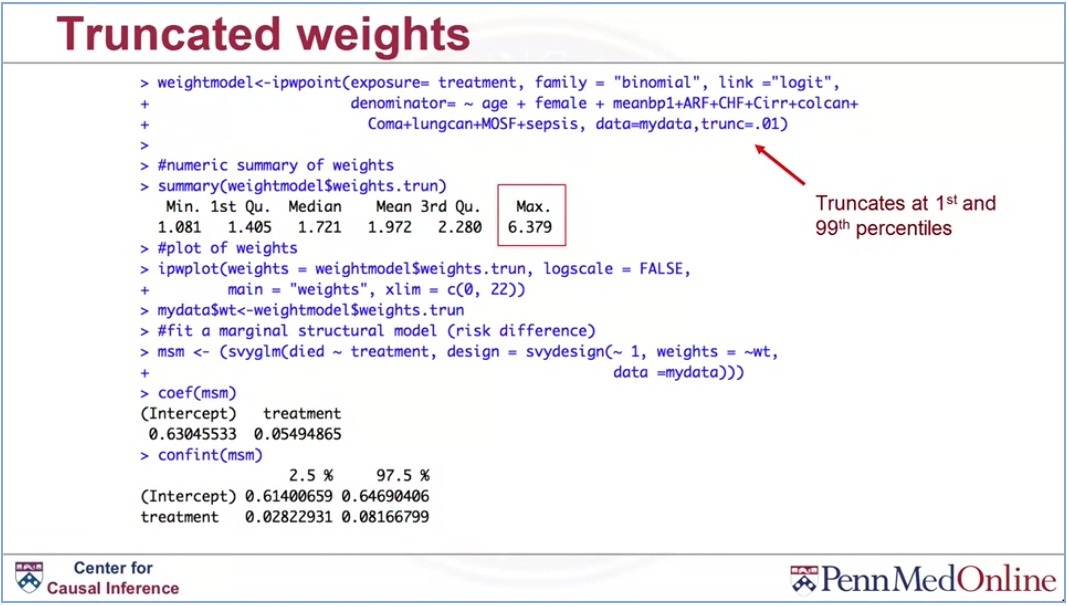 Truncated weights
> weightmodel<-ipwpoint(exposure= treatment, family = "binomial", link ="logit",
+ denominator= ~ age + female + meanbp1+ARF+CHF+Cirr+colcan+
+ Coma+lungcan+MOSF+sepsis, data=mydata,trunc=.01)
>
> #numeric summary of weights
> summary(weightmodel$weights.trun)
Min. 1st Qu. Median Mean 3rd Qu. Max.
1.081 1.405 1.721 1.972 2.280 6.379
Truncates at 1st and
99th percentiles
> #plot of weights
> ipwplot(weights = weightmodel$weights.trun, logscale = FALSE,
+ main = "weights", xlim = c(0, 22))
> mydata$wt<-weightmodel$weights.trun
> #fit a marginal structural model (risk difference)
> msm <- (svyglm(died ~ treatment, design = svydesign(~ 1, weights = ~wt,
+ data =mydata)))
> coef(msm)
(Intercept) treatment
0.63045533 0.05494865
> confint(msm)
2.5 % 97.5 %
(Intercept) 0.61400659 0.64690406
treatment 0.02822931 0.08166799
Center for
Causal Inference
PennMedOnline